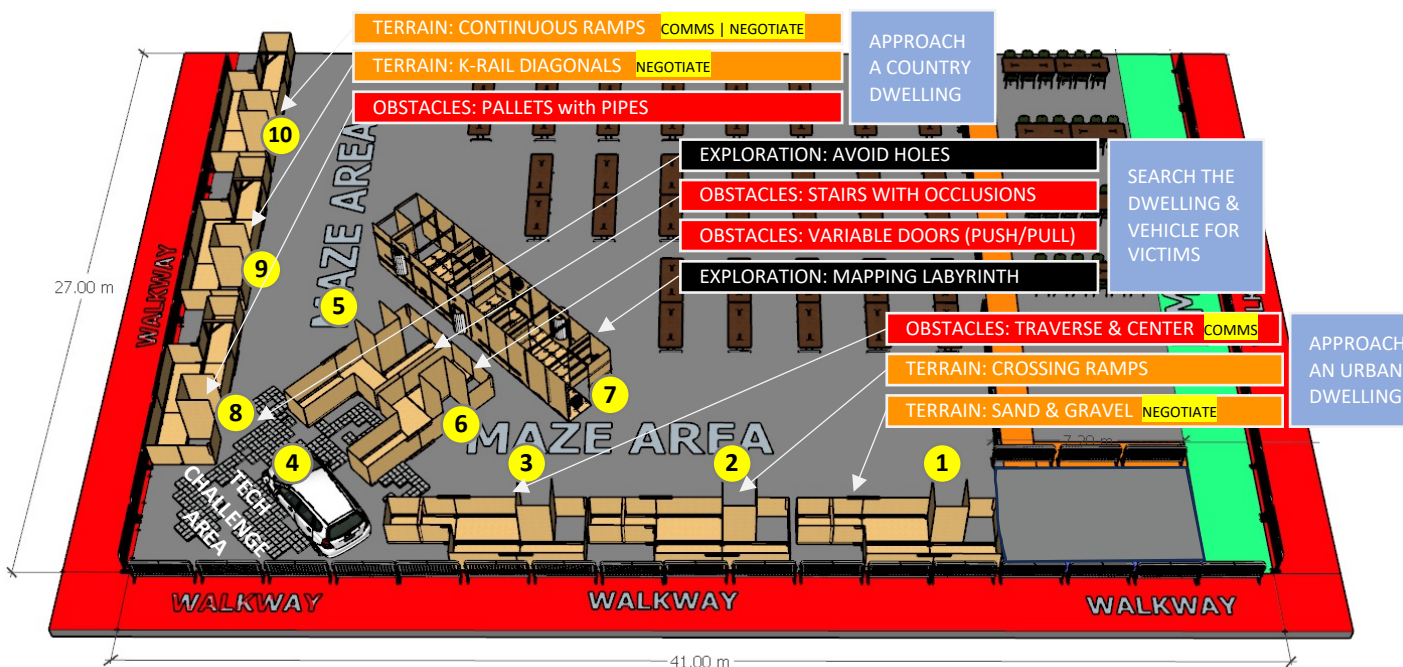 TERRAIN: CONTINUOUS RAMPS COMMS | NEGOTIATE
TERRAIN: K-RAIL DIAGONALS NEGOTIATE
OBSTACLES: PALLETS with PIPES
APPROACH
A COUNTRY
DWELLING
EXPLORATION: AVOID HOLES
OBSTACLES: STAIRS WITH OCCLUSIONS
OBSTACLES: VARIABLE DOORS (PUSH/PULL)
EXPLORATION: MAPPING LABYRINTH
SEARCH THE
DWELLING &
VEHICLE FOR
VICTIMS
OBSTACLES: TRAVERSE & CENTER COMMS
TERRAIN: CROSSING RAMPS
TERRAIN: SAND & GRAVEL NEGOTIATE
APPROACH
AN URBAN
DWELLING
10
9
8
5
7
6
4
3
2
1
MAZE AREA
MAZE AREA
27.00 m
WALKWAY
TECH
CHALLENGE
AREA
WALKWAY
WALKWAY
WALKWAY
41.00 m